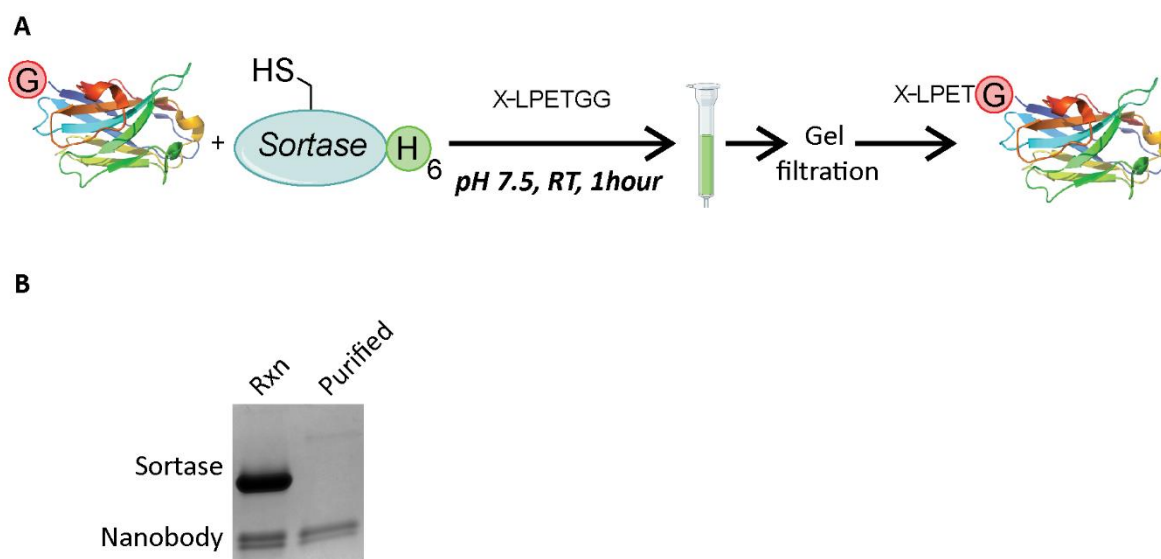 A
G
HS
+
Sortase
H
6
X-LPETGG
pH 7.5, RT, 1hour
Gel
filtration
X-LPET
G
B
Rxn
Purified
Sortase
Nanobody